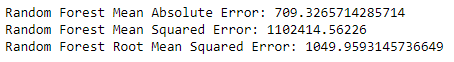 Random Forest Mean Absolute Error: 709.3265714285714
Random Forest Mean Squared Error: 1102414.56226
Random Forest Root Mean Squared Error: 1049.9593145736649